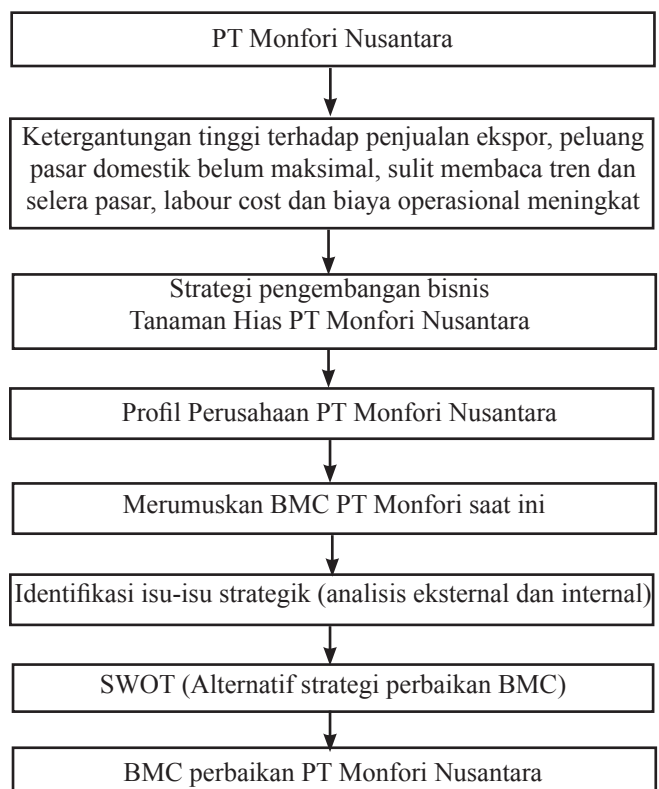 PT Monfori Nusantara
Ketergantungan tinggi terhadap penjualan ekspor, peluang
pasar domestik belum maksimal, sulit membaca tren dan
selera pasar, labour cost dan biaya operasional meningkat
Strategi pengembangan bisnis
Tanaman Hias PT Monfori Nusantara
Profil Perusahaan PT Monfori Nusantara
Merumuskan BMC PT Monfori saat ini
Identifikasi isu-isu strategik (analisis eksternal dan internal)
SWOT (Alternatif strategi perbaikan BMC)
BMC perbaikan PT Monfori Nusantara